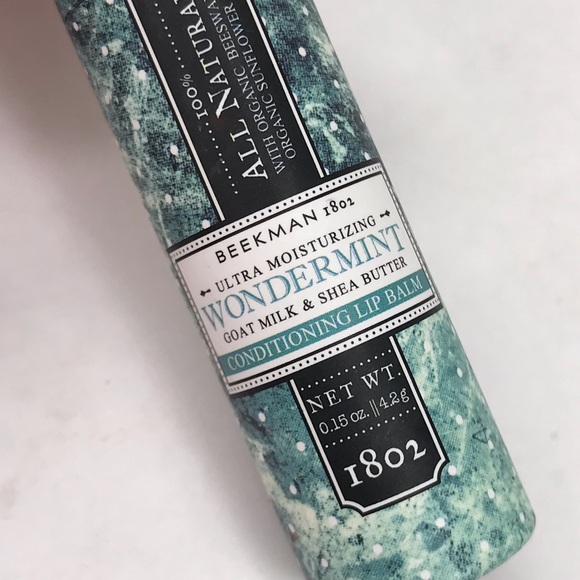 100%
ALL NATURAL
WITH ORGANIC BEESWAX
ORGANIC SUNFLOWER
BEEKMAN 1802
ULTRA MOISTURIZING
WONDERMINT
GOAT MILK & SHEA BUTTER
CONDITIONING LIP BALM
NET WT.
0.15 oz. || 4.2g
1802